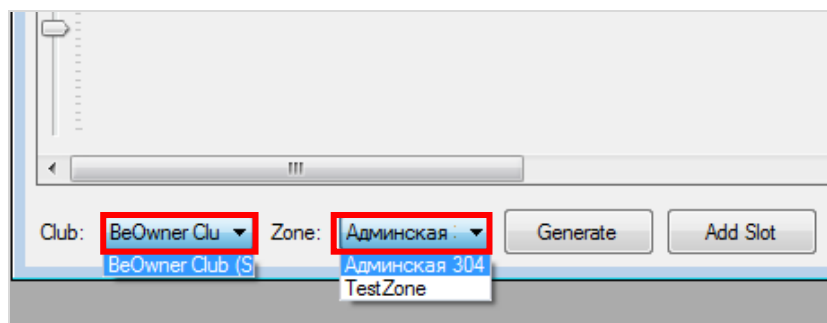 Club: BeOwner Clu Zone: Админская Generate Add Slot
BeOwner Club (S Админская 304
TestZone